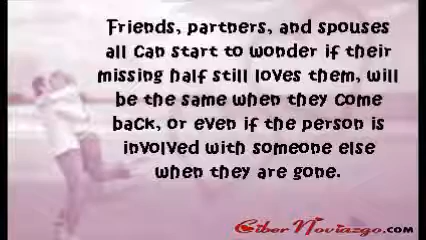 Friends, partners, and spouses
all can start to wonder if their
missing half still loves them, will
be the same when they come
back, or even if the person is
involved with someone else
when they are gone.
Ciber Noviazgo.com